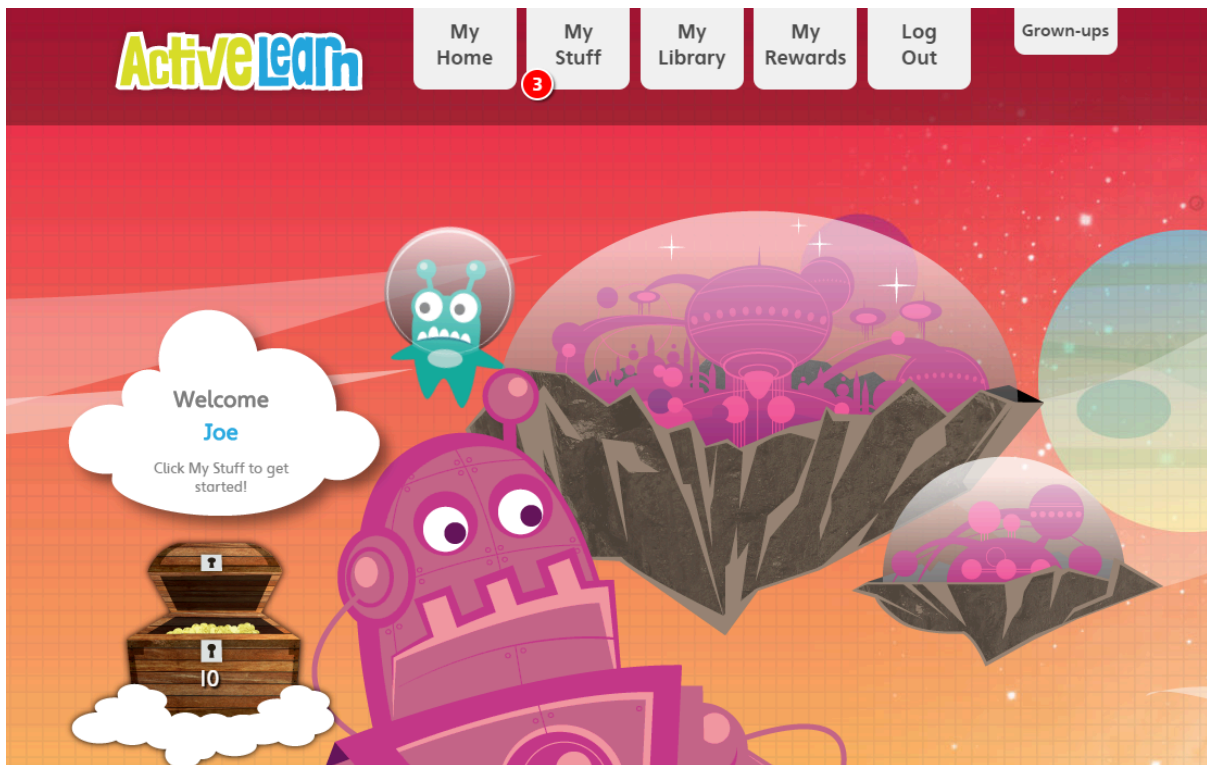 ActiveLearn
My
Home
My
Stuff
3
My
Library
My
Rewards
Log
Out
Grown-ups
Welcome
Joe
Click My Stuff to get
started!
10